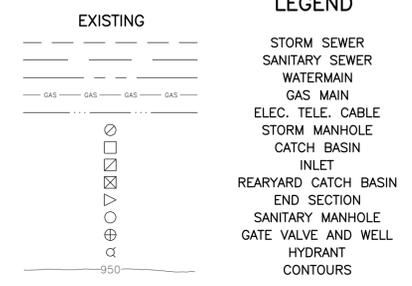 LEGEND
EXISTING
STORM SEWER
SANITARY SEWER
WATERMAIN
GAS GAS GAS GAS GAS MAIN
ELEC. TELE. CABLE
STORM MANHOLE
CATCH BASIN
INLET
REARYARD CATCH BASIN
END SECTION
SANITARY MANHOLE
GATE VALVE AND WELL
HYDRANT
950 CONTOURS